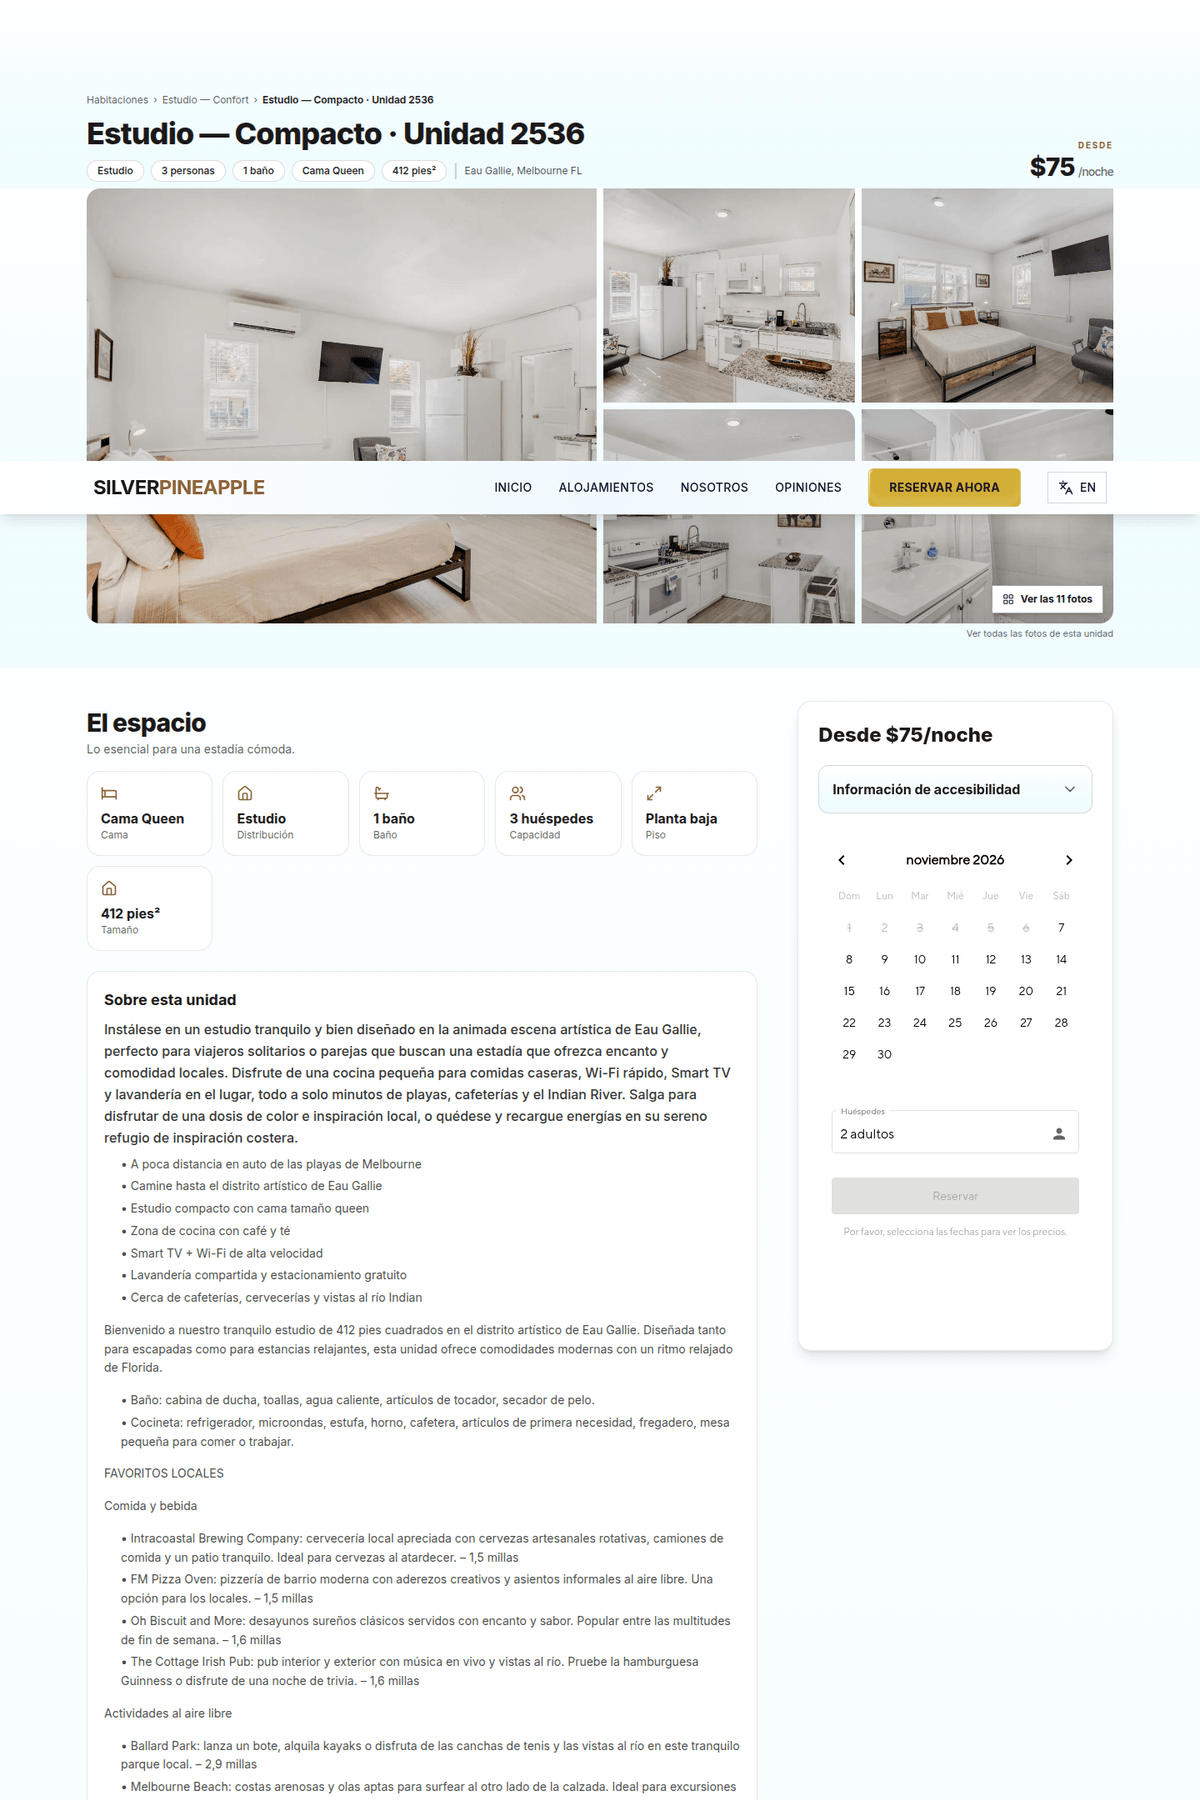 Habitaciones › Estudio — Confort › Estudio — Compacto · Unidad 2536
Estudio — Compacto · Unidad 2536
Estudio
3 personas
1 baño
Cama Queen
412 pies²
Eau Gallie, Melbourne FL
DESDE
$75 /noche
SILVERPINEAPPLE
INICIO
ALOJAMIENTOS
NOSOTROS
OPINIONES
RESERVAR AHORA
EN
Ver las 11 fotos
Ver todas las fotos de esta unidad
El espacio
Lo esencial para una estadía cómoda.
Cama Queen
Cama
Estudio
Distribución
1 baño
Baño
3 huéspedes
Capacidad
Planta baja
Piso
412 pies²
Tamaño
Sobre esta unidad
Instálese en un estudio tranquilo y bien diseñado en la animada escena artística de Eau Gallie,
perfecto para viajeros solitarios o parejas que buscan una estadía que ofrezca encanto y
comodidad locales. Disfrute de una cocina pequeña para comidas caseras, Wi-Fi rápido, Smart TV
y lavandería en el lugar, todo a solo minutos de playas, cafeterías y el Indian River. Salga para
disfrutar de una dosis de color e inspiración local, o quédese y recargue energías en su sereno
refugio de inspiración costera.
• A poca distancia en auto de las playas de Melbourne
• Camine hasta el distrito artístico de Eau Gallie
• Estudio compacto con cama tamaño queen
• Zona de cocina con café y té
• Smart TV + Wi-Fi de alta velocidad
• Lavandería compartida y estacionamiento gratuito
• Cerca de cafeterías, cervecerías y vistas al río Indian
Bienvenido a nuestro tranquilo estudio de 412 pies cuadrados en el distrito artístico de Eau Gallie. Diseñada tanto
para escapadas como para estancias relajantes, esta unidad ofrece comodidades modernas con un ritmo relajado
de Florida.
• Baño: cabina de ducha, toallas, agua caliente, artículos de tocador, secador de pelo.
• Cocineta: refrigerador, microondas, estufa, horno, cafetera, artículos de primera necesidad, fregadero, mesa
pequeña para comer o trabajar.
FAVORITOS LOCALES
Comida y bebida
• Intracoastal Brewing Company: cervecería local apreciada con cervezas artesanales rotativas, camiones de
comida y un patio tranquilo. Ideal para cervezas al atardecer. – 1,5 millas
• FM Pizza Oven: pizzería de barrio moderna con aderezos creativos y asientos informales al aire libre. Una
opción para los locales. – 1,5 millas
• Oh Biscuit and More: desayunos sureños clásicos servidos con encanto y sabor. Popular entre las multitudes
de fin de semana. – 1,6 millas
• The Cottage Irish Pub: pub interior y exterior con música en vivo y vistas al río. Pruebe la hamburguesa
Guinness o disfrute de una noche de trivia. – 1,6 millas
Actividades al aire libre
• Ballard Park: lanza un bote, alquila kayaks o disfruta de las canchas de tenis y las vistas al río en este tranquilo
parque local. – 2,9 millas
• Melbourne Beach: costas arenosas y olas aptas para surfear al otro lado de la calzada. Ideal para excursiones
Desde $75/noche
Información de accesibilidad
noviembre 2026
Dom Lun Mar Mié Jue Vie Sáb
1 2 3 4 5 6 7
8 9 10 11 12 13 14
15 16 17 18 19 20 21
22 23 24 25 26 27 28
29 30
Huéspedes
2 adultos
Reservar
Por favor, selecciona las fechas para ver los precios.